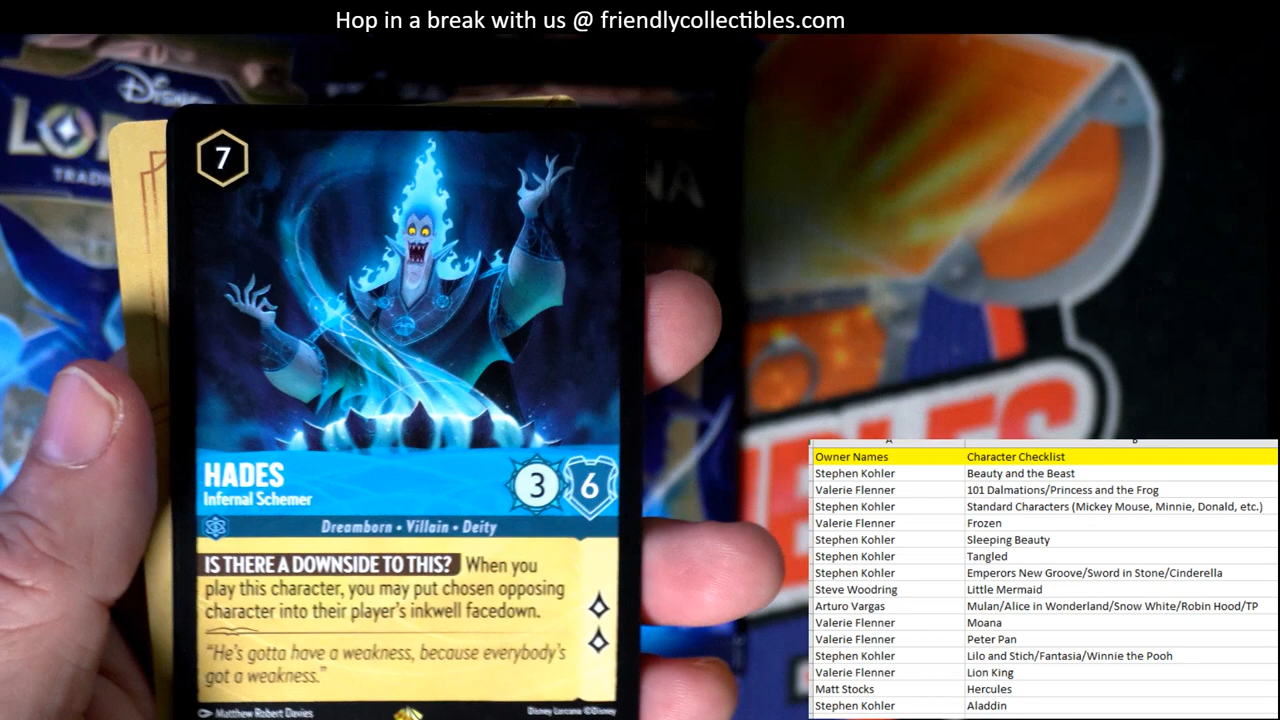 Hop in a break with us @ friendlycollectibles.com
Disney
LOR
TRADI
NA
7
HADES
Infernal Schemer
3
6
Dreamborn • Villain • Deity
IS THERE A DOWNSIDE TO THIS? When you
play this character, you may put chosen opposing
character into their player's inkwell facedown.
"He's gotta have a weakness, because everybody's
got a weakness."
Matthew Robert Davies
Disney Lorcana ©Disney
BLES
A B
Owner Names Character Checklist
Stephen Kohler Beauty and the Beast
Valerie Flenner 101 Dalmations/Princess and the Frog
Stephen Kohler Standard Characters (Mickey Mouse, Minnie, Donald, etc.)
Valerie Flenner Frozen
Stephen Kohler Sleeping Beauty
Stephen Kohler Tangled
Stephen Kohler Emperors New Groove/Sword in Stone/Cinderella
Steve Woodring Little Mermaid
Arturo Vargas Mulan/Alice in Wonderland/Snow White/Robin Hood/TP
Valerie Flenner Moana
Valerie Flenner Peter Pan
Stephen Kohler Lilo and Stich/Fantasia/Winnie the Pooh
Valerie Flenner Lion King
Matt Stocks Hercules
Stephen Kohler Aladdin